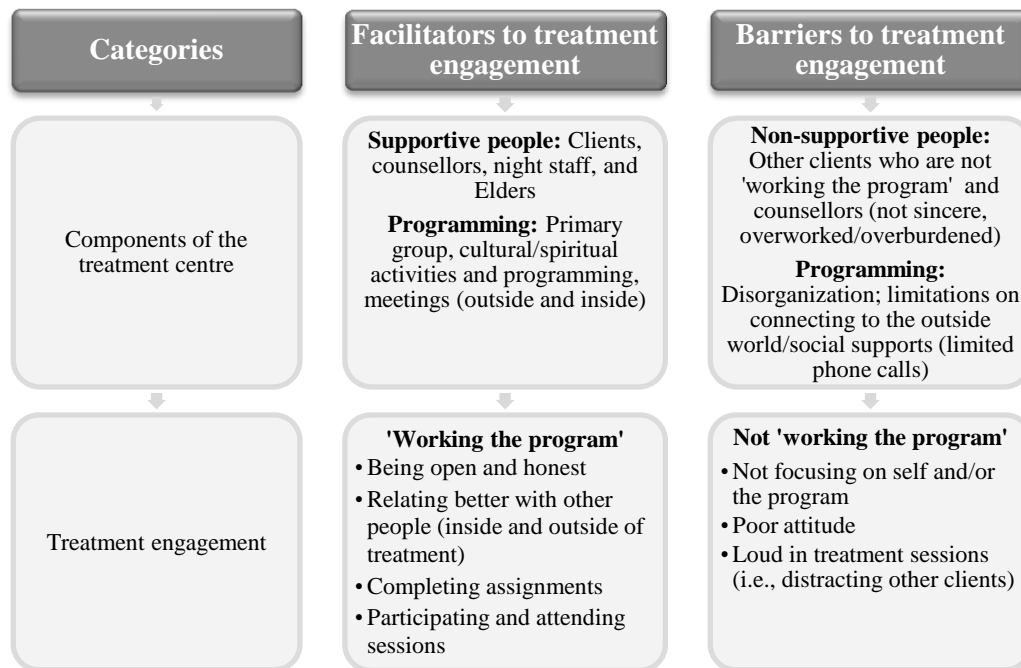 Categories
Facilitators to treatment
engagement
Barriers to treatment
engagement
Components of the
treatment centre
Supportive people: Clients,
counsellors, night staff, and
Elders
Programming: Primary
group, cultural/spiritual
activities and programming,
meetings (outside and inside)
Non-supportive people:
Other clients who are not
'working the program' and
counsellors (not sincere,
overworked/overburdened)
Programming:
Disorganization; limitations on
connecting to the outside
world/social supports (limited
phone calls)
Treatment engagement
'Working the program'
• Being open and honest
• Relating better with other
people (inside and outside of
treatment)
• Completing assignments
• Participating and attending
sessions
Not 'working the program'
• Not focusing on self and/or
the program
• Poor attitude
• Loud in treatment sessions
(i.e., distracting other clients)